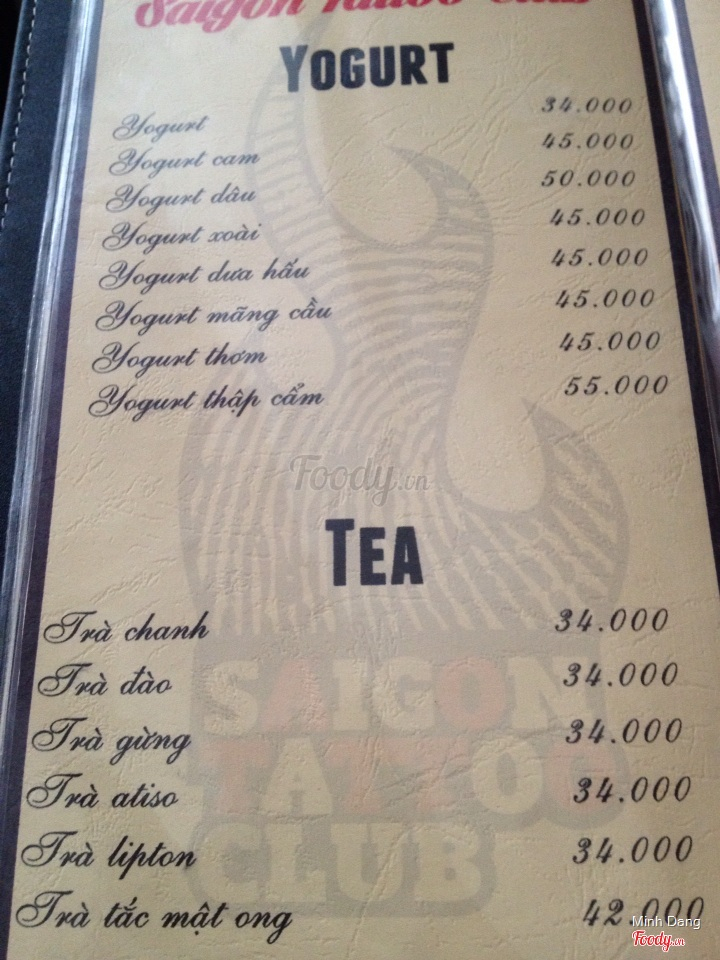 Saigon Tattoo Club
YOGURT
Yogurt 34.000
Yogurt cam 45.000
Yogurt dâu 50.000
Yogurt xoài 45.000
Yogurt dưa hấu 45.000
Yogurt mãng cầu 45.000
Yogurt thơm 45.000
Yogurt thập cẩm 55.000
Foody.vn
TEA
Trà chanh 34.000
Trà đào 34.000
Trà gừng 34.000
Trà atiso 34.000
Trà lipton 34.000
Trà tắc mật ong 42.000
SAIGON
TATTOO
CLUB
Minh Dang
Foody.vn